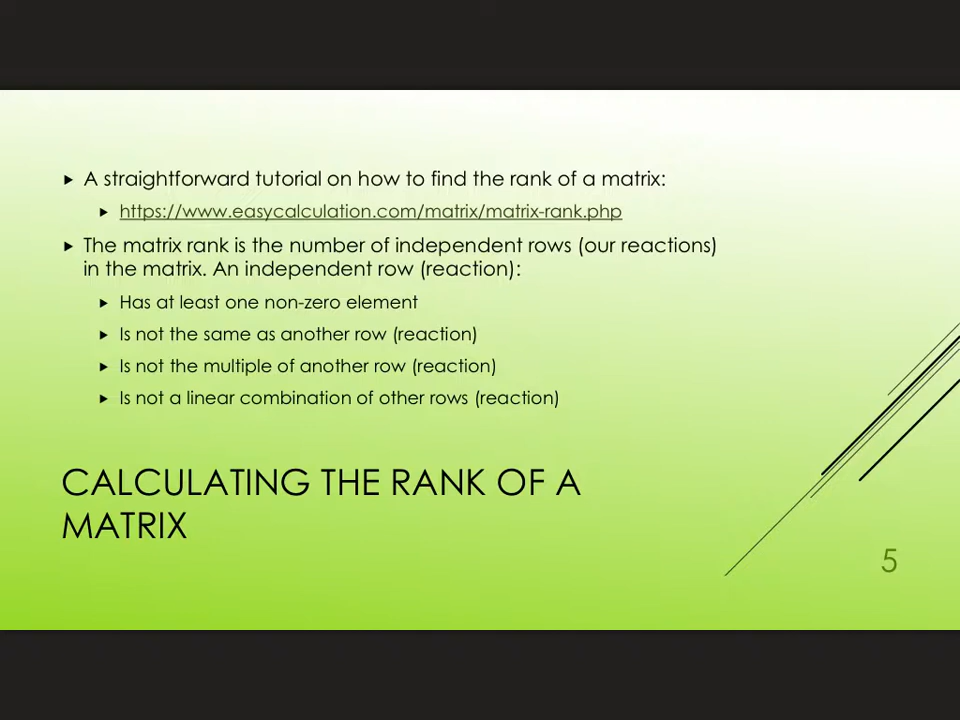 A straightforward tutorial on how to find the rank of a matrix:
https://www.easycalculation.com/matrix/matrix-rank.php
The matrix rank is the number of independent rows (our reactions)
in the matrix. An independent row (reaction):
Has at least one non-zero element
Is not the same as another row (reaction)
Is not the multiple of another row (reaction)
Is not a linear combination of other rows (reaction)
CALCULATING THE RANK OF A
MATRIX
5